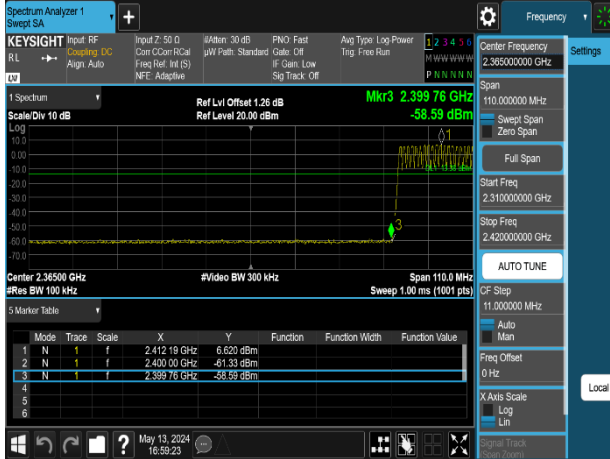 Spectrum Analyzer 1
Swept SA
Frequency
KEYSIGHT
RL
Input: RF
Coupling: DC
Align: Auto
Input Z: 50 Ω
Corr CCorr RCal
Freq Ref: Int (S)
NFE: Adaptive
#Atten: 30 dB
µW Path: Standard
PNO: Fast
Gate: Off
IF Gain: Low
Sig Track: Off
Avg Type: Log-Power
Trig: Free Run
1 2 3 4 5 6
M W W W W W
P N N N N N
Settings
1 Spectrum
Scale/Div 10 dB
Log
Ref Lvl Offset 1.26 dB
Ref Level 20.00 dBm
Mkr3 2.399 76 GHz
-58.59 dBm
10.0
0.00
-10.0
-20.0
-30.0
-40.0
-50.0
-60.0
-70.0
1
3
Center 2.36500 GHz
#Res BW 100 kHz
#Video BW 300 kHz
Span 110.0 MHz
Sweep 1.00 ms (1001 pts)
5 Marker Table
Mode Trace Scale X Y Function Function Width Function Value
1 N 1 f 2.412 19 GHz 6.620 dBm
2 N 1 f 2.400 00 GHz -61.33 dBm
3 N 1 f 2.399 76 GHz -58.59 dBm
4
5
6
Center Frequency
2.365000000 GHz
Span
110.000000 MHz
Swept Span
Zero Span
Full Span
Start Freq
2.310000000 GHz
Stop Freq
2.420000000 GHz
AUTO TUNE
CF Step
11.000000 MHz
Auto
Man
Freq Offset
0 Hz
X Axis Scale
Log
Lin
Signal Track
(Span Zoom)
Local
?
May 13, 2024
16:59:23